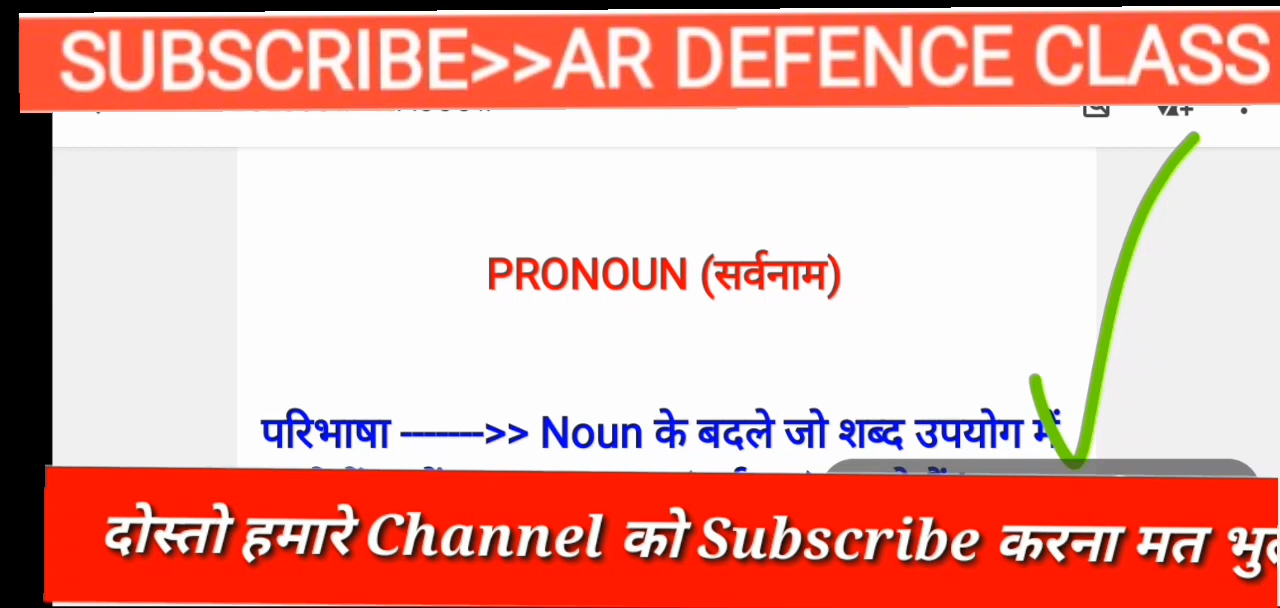 SUBSCRIBE>>AR DEFENCE CLASS
PRONOUN (सर्वनाम)
परिभाषा ------->> Noun के बदले जो शब्द उपयोग में
दोस्तो हमारे Channel को Subscribe करना मत